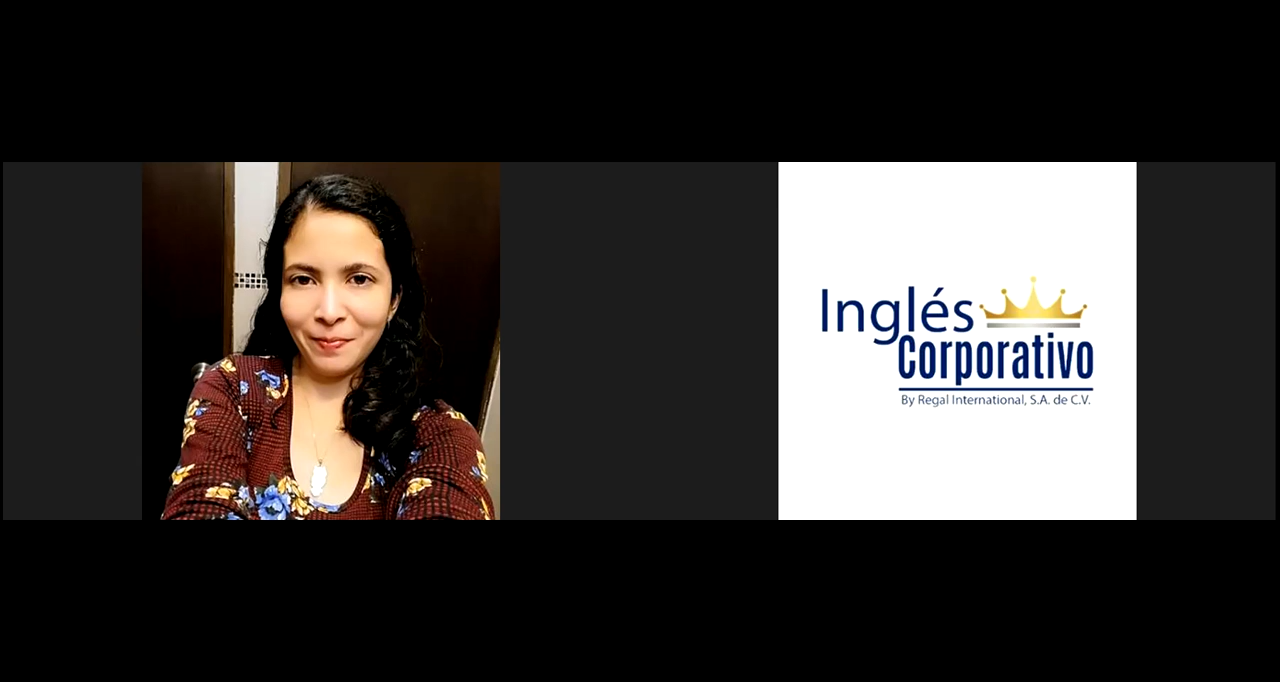 Inglés
Corporativo
By Regal International, S.A. de C.V.